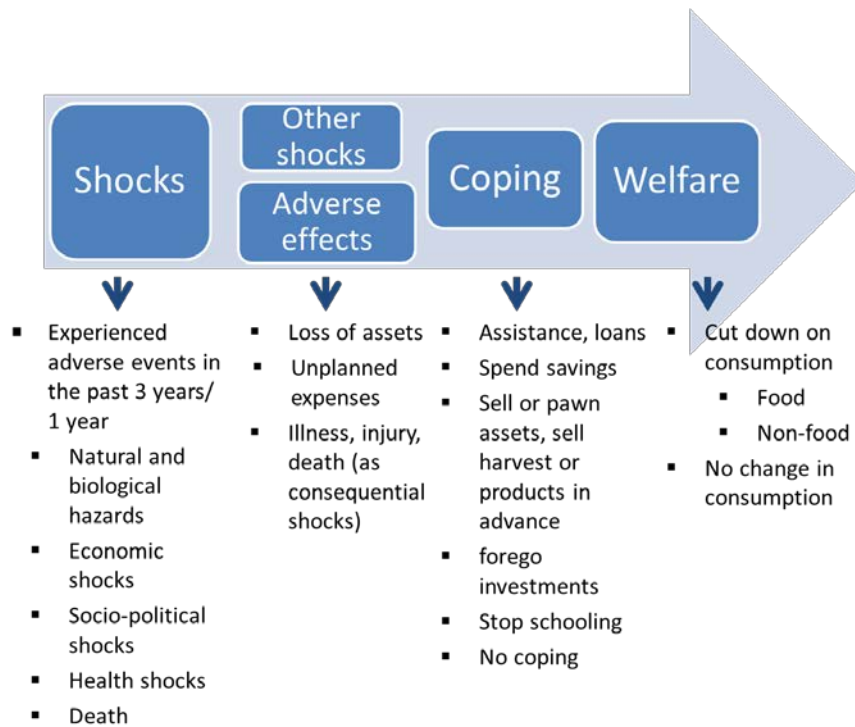 Shocks
Other
shocks
Adverse
effects
Coping
Welfare
▪ Experienced
adverse events in
the past 3 years/
1 year
▪ Natural and
biological
hazards
▪ Economic
shocks
▪ Socio-political
shocks
▪ Health shocks
▪ Death
▪ Loss of assets
▪ Unplanned
expenses
▪ Illness, injury,
death (as
consequential
shocks)
▪ Assistance, loans
▪ Spend savings
▪ Sell or pawn
assets, sell
harvest or
products in
advance
▪ forego
investments
▪ Stop schooling
▪ No coping
▪ Cut down on
consumption
▪ Food
▪ Non-food
▪ No change in
consumption